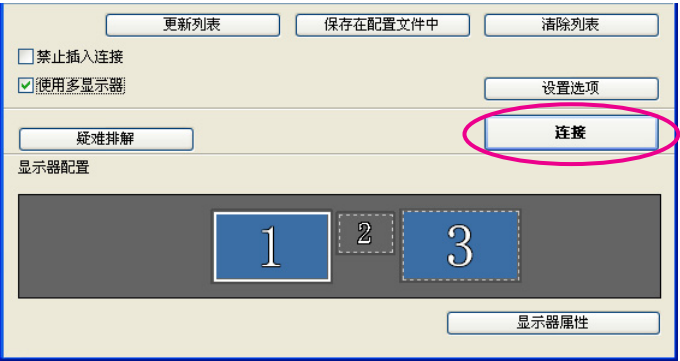 更新列表 保存在配置文件中 清除列表
禁止插入连接
使用多显示器 设置选项
疑难排解 连接
显示器配置
1 2 3
显示器属性